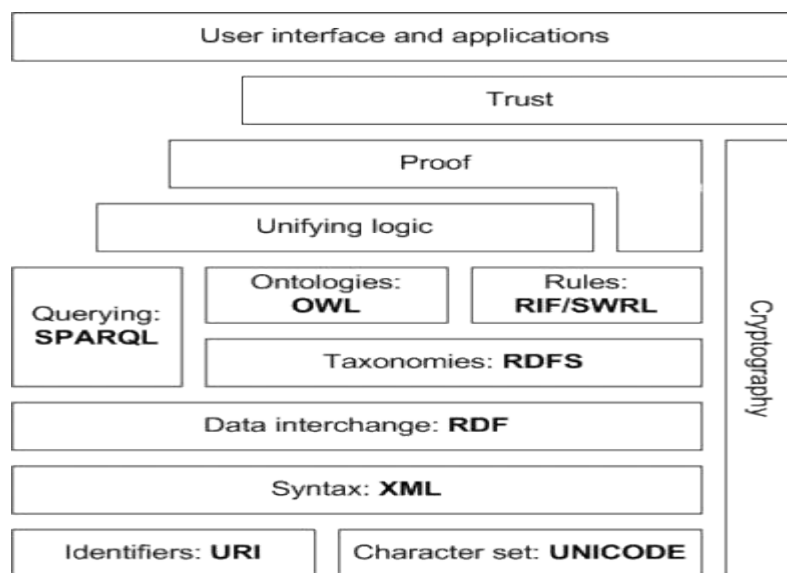 User interface and applications
Trust
Proof
Unifying logic
Querying:
SPARQL
Ontologies:
OWL
Rules:
RIF/SWRL
Taxonomies: RDFS
Cryptography
Data interchange: RDF
Syntax: XML
Identifiers: URI
Character set: UNICODE